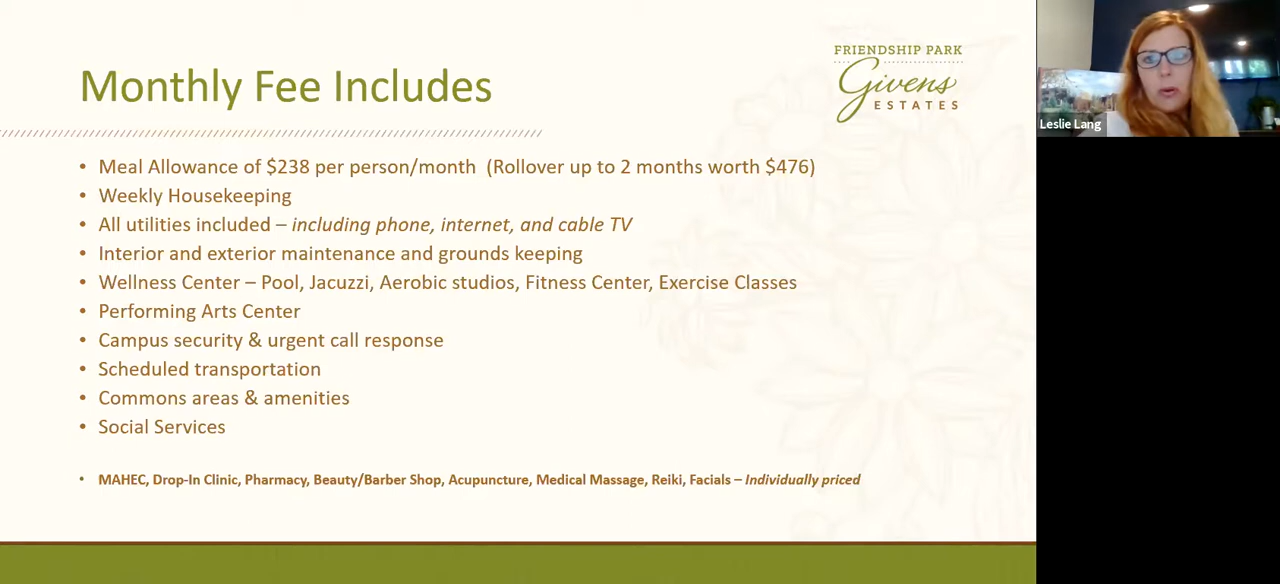 Monthly Fee Includes
FRIENDSHIP PARK
Givens
ESTATES
Leslie Lang
• Meal Allowance of $238 per person/month (Rollover up to 2 months worth $476)
• Weekly Housekeeping
• All utilities included – including phone, internet, and cable TV
• Interior and exterior maintenance and grounds keeping
• Wellness Center – Pool, Jacuzzi, Aerobic studios, Fitness Center, Exercise Classes
• Performing Arts Center
• Campus security & urgent call response
• Scheduled transportation
• Commons areas & amenities
• Social Services
• MAHEC, Drop-In Clinic, Pharmacy, Beauty/Barber Shop, Acupuncture, Medical Massage, Reiki, Facials – Individually priced